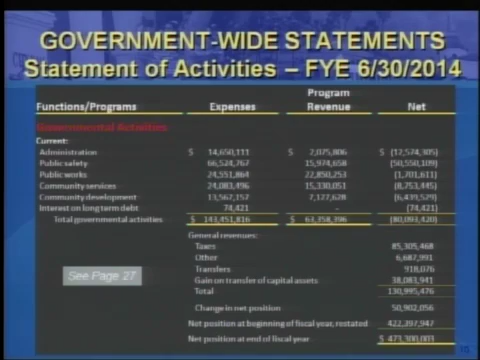 GOVERNMENT-WIDE STATEMENTS
Statement of Activities – FYE 6/30/2014
Program
Functions/Programs Expenses Revenue Net
Governmental Activities
Current:
Administration $ 14,650,111 $ 2,075,806 $ (12,574,305)
Public safety 66,524,767 15,974,658 (50,550,109)
Public works 24,551,864 22,850,253 (1,701,611)
Community services 24,083,496 15,330,051 (8,753,445)
Community development 13,567,157 7,127,628 (6,439,529)
Interest on long term debt 74,421 - (74,421)
Total governmental activities $ 143,451,816 $ 63,358,396 (80,093,420)
General revenues:
Taxes 85,305,468
Other 6,687,991
Transfers 918,076
Gain on transfer of capital assets 38,083,941
Total 130,995,476
See Page 27
Change in net position 50,902,056
Net position at beginning of fiscal year, restated 422,397,947
Net position at end of fiscal year $ 473,300,003